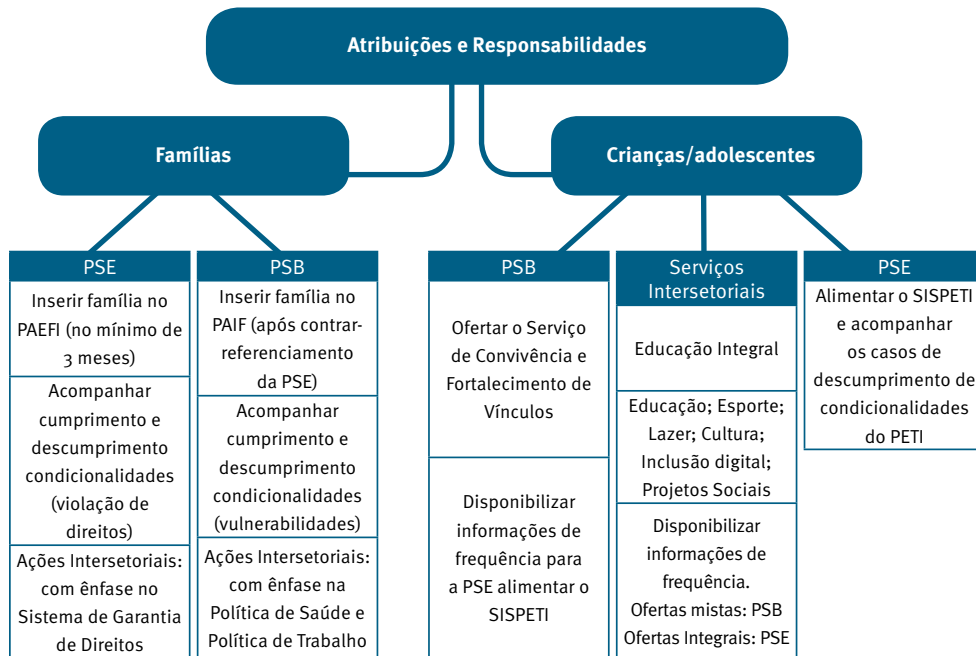 Atribuições e Responsabilidades
Famílias
Crianças/adolescentes
PSE
Inserir família no
PAEFI (no mínimo de
3 meses)
Acompanhar
cumprimento e
descumprimento
condicionalidades
(violação de
direitos)
Ações Intersetoriais:
com ênfase no
Sistema de Garantia
de Direitos
PSB
Inserir família no
PAIF (após contrar-
referenciamento
da PSE)
Acompanhar
cumprimento e
descumprimento
condicionalidades
(vulnerabilidades)
Ações Intersetoriais:
com ênfase na
Política de Saúde e
Política de Trabalho
PSB
Ofertar o Serviço
de Convivência e
Fortalecimento de
Vínculos
Disponibilizar
informações de
frequência para
a PSE alimentar o
SISPETI
Serviços
Intersetoriais
Educação Integral
Educação; Esporte;
Lazer; Cultura;
Inclusão digital;
Projetos Sociais
Disponibilizar
informações de
frequência.
Ofertas mistas: PSB
Ofertas Integrais: PSE
PSE
Alimentar o SISPETI
e acompanhar
os casos de
descumprimento de
condicionalidades
do PETI